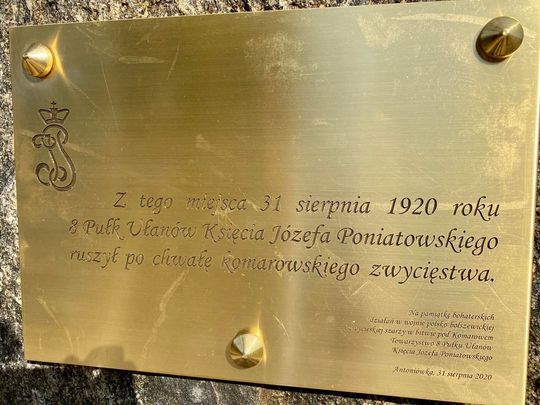 Z tego miejsca 31 sierpnia 1920 roku
8 Pułk Ułanów Księcia Józefa Poniatowskiego
ruszył po chwałę komarowskiego zwycięstwa.
Na pamiątkę bohaterskich
działań w wojnie polsko-bolszewickiej
i zwycięskiej szarży w bitwie pod Komarowem
Towarzystwo 8 Pułku Ułanów
Księcia Józefa Poniatowskiego
Antoniówka, 31 sierpnia 2020